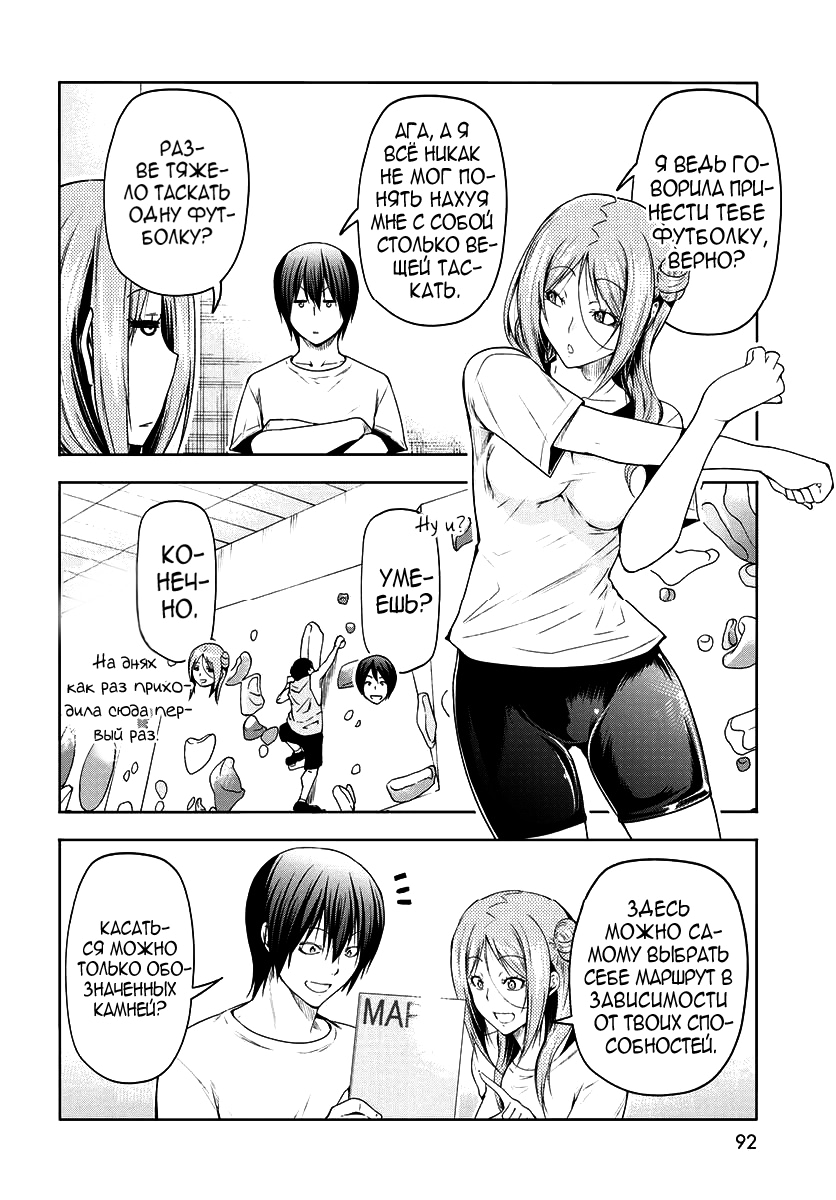 Я ВЕДЬ ГО-
ВОРИЛА ПРИ-
НЕСТИ ТЕБЕ
ФУТБОЛКУ,
ВЕРНО?
АГА, А Я
ВСЁ НИКАК
НЕ МОГ ПО-
НЯТЬ НАХУЯ
МНЕ С СОБОЙ
СТОЛЬКО ВЕ-
ЩЕЙ ТАС-
КАТЬ.
РАЗ-
ВЕ ТЯЖЕ-
ЛО ТАСКАТЬ
ОДНУ ФУТ-
БОЛКУ?
Ну и?
УМЕ-
ЕШЬ?
КО-
НЕЧ-
НО.
На днях
как раз прихо-
дила сюда пер-
вый раз.
ЗДЕСЬ
МОЖНО СА-
МОМУ ВЫБРАТЬ
СЕБЕ МАРШРУТ В
ЗАВИСИМОСТИ
ОТ ТВОИХ СПО-
СОБНОСТЕЙ.
КАСАТЬ-
СЯ МОЖНО
ТОЛЬКО ОБО-
ЗНАЧЕННЫХ
КАМНЕЙ?
МАР
92